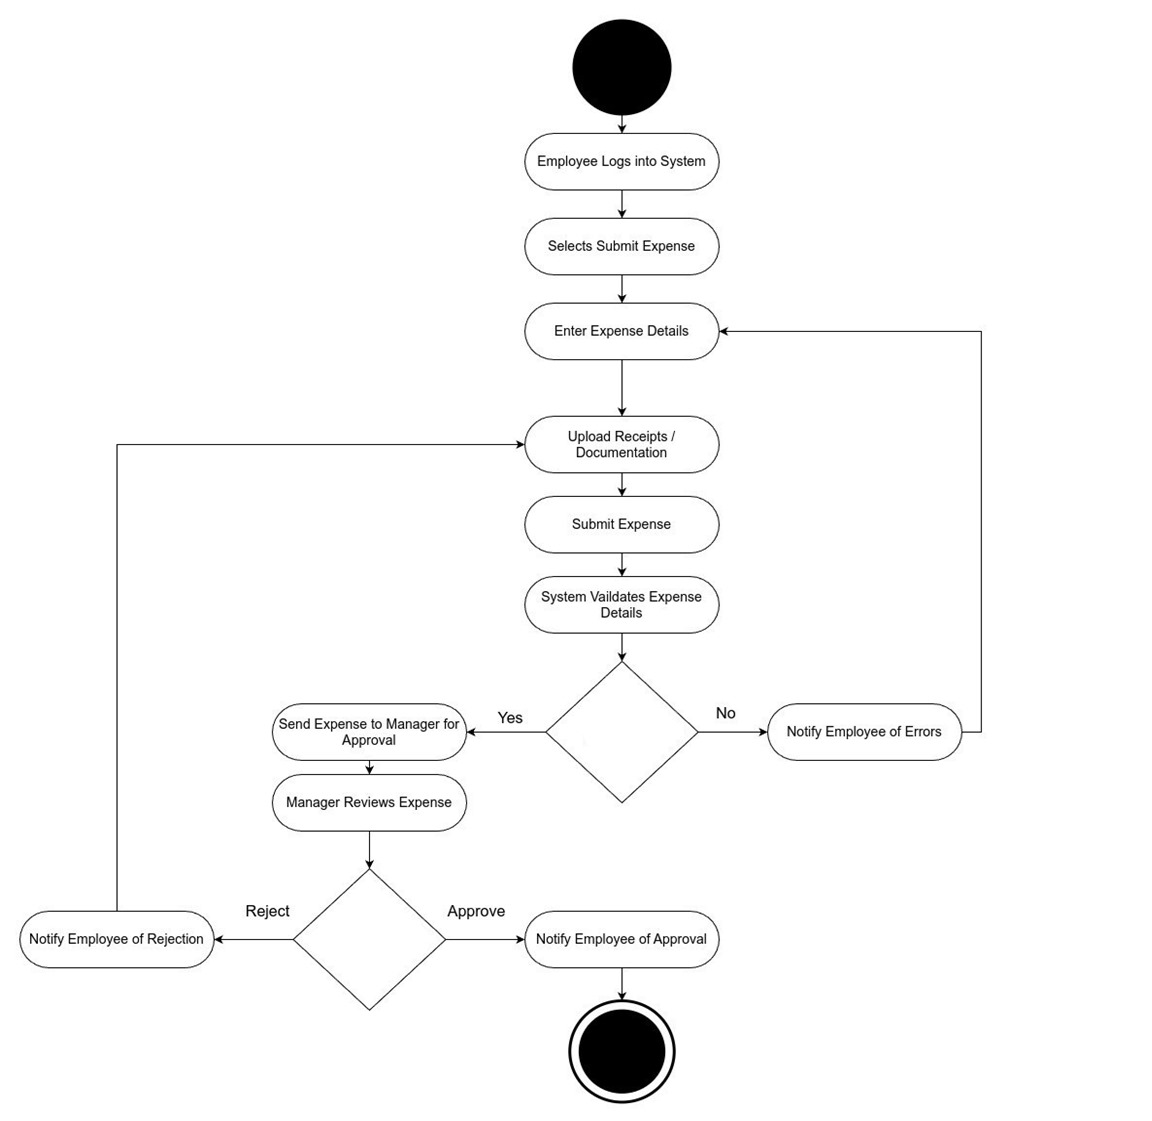 Employee Logs into System
Selects Submit Expense
Enter Expense Details
Upload Receipts /
Documentation
Submit Expense
System Vaildates Expense
Details
Yes
No
Send Expense to Manager for
Approval
Notify Employee of Errors
Manager Reviews Expense
Reject
Approve
Notify Employee of Rejection
Notify Employee of Approval